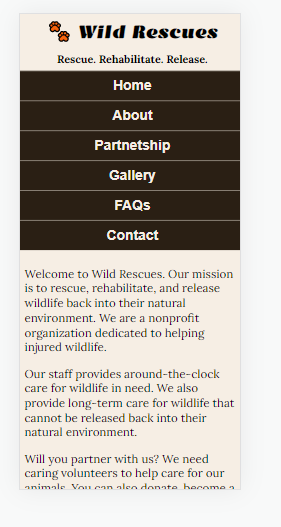 Wild Rescues
Rescue. Rehabilitate. Release.
Home
About
Partnetship
Gallery
FAQs
Contact
Welcome to Wild Rescues. Our mission
is to rescue, rehabilitate, and release
wildlife back into their natural
environment. We are a nonprofit
organization dedicated to helping
injured wildlife.
Our staff provides around-the-clock
care for wildlife in need. We also
provide long-term care for wildlife that
cannot be released back into their
natural environment.
Will you partner with us? We need
caring volunteers to help care for our
animals. You can also donate, become a